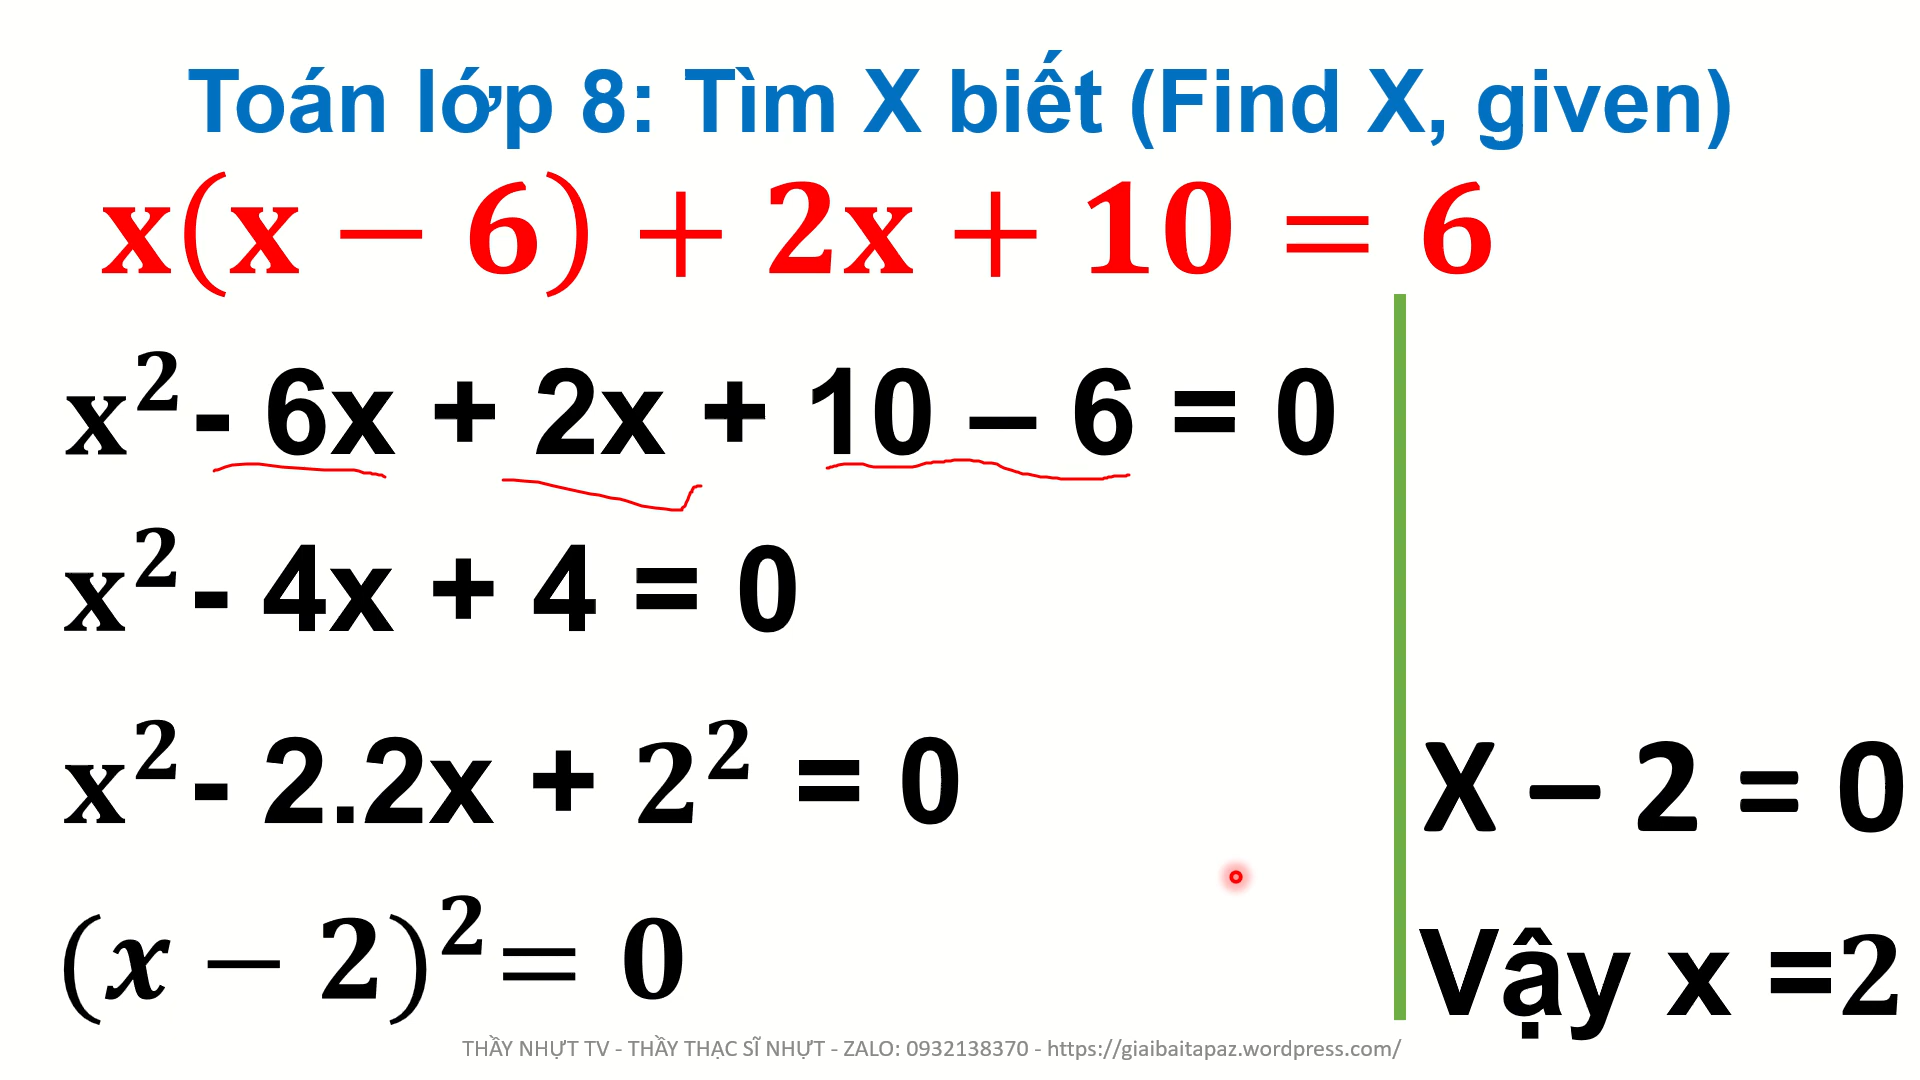 Toán lớp 8: Tìm X biết (Find X, given)
x(x − 6) + 2x + 10 = 6
x² - 6x + 2x + 10 – 6 = 0
x² - 4x + 4 = 0
x² - 2.2x + 2² = 0
(x − 2)² = 0
X – 2 = 0
Vậy x =2
THẦY NHỰT TV - THẦY THẠC SĨ NHỰT - ZALO: 0932138370 - https://giaibaitapaz.wordpress.com/